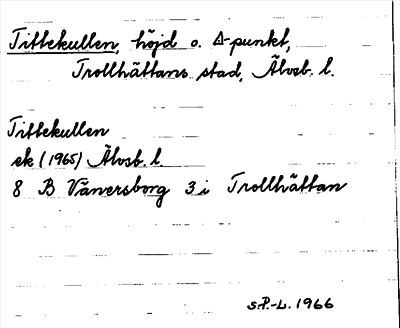 Tittekullen, höjd o. ∆-punkt,
Trollhättans stad, Älvsb. l.
Tittekullen
ek (1965) Älvsb. l.
8 B Vänersborg 3 i Trollhättan
S.P.-L. 1966